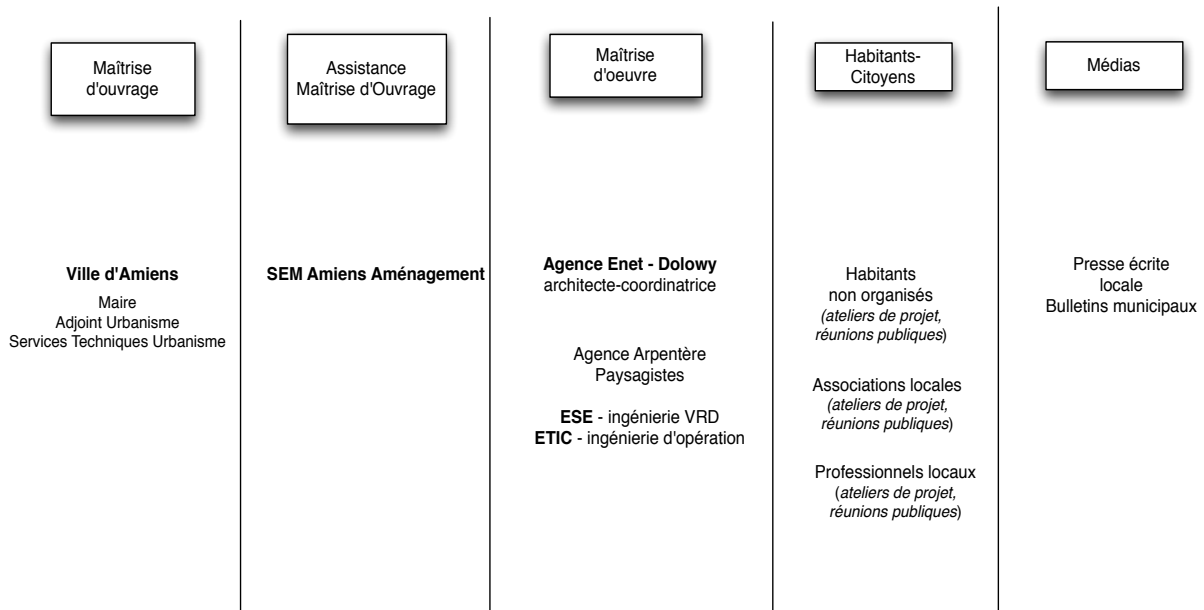 Maîtrise
d'ouvrage
Ville d'Amiens
Maire
Adjoint Urbanisme
Services Techniques Urbanisme
Assistance
Maîtrise d'Ouvrage
SEM Amiens Aménagement
Maîtrise
d'oeuvre
Agence Enet - Dolowy
architecte-coordinatrice
Agence Arpentère
Paysagistes
ESE - ingénierie VRD
ETIC - ingénierie d'opération
Habitants-
Citoyens
Habitants
non organisés
(ateliers de projet,
réunions publiques)
Associations locales
(ateliers de projet,
réunions publiques)
Professionnels locaux
(ateliers de projet,
réunions publiques)
Médias
Presse écrite
locale
Bulletins municipaux